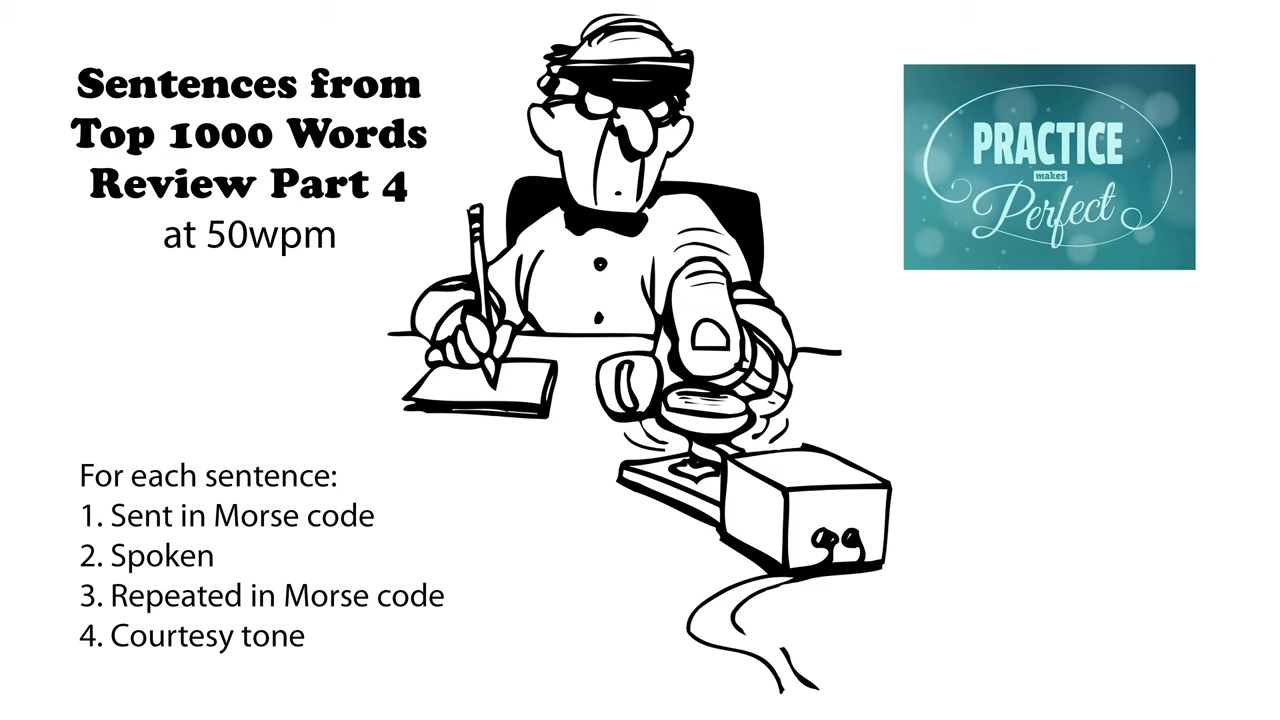 Sentences from
Top 1000 Words
Review Part 4
at 50wpm
PRACTICE
makes
Perfect
For each sentence:
1. Sent in Morse code
2. Spoken
3. Repeated in Morse code
4. Courtesy tone